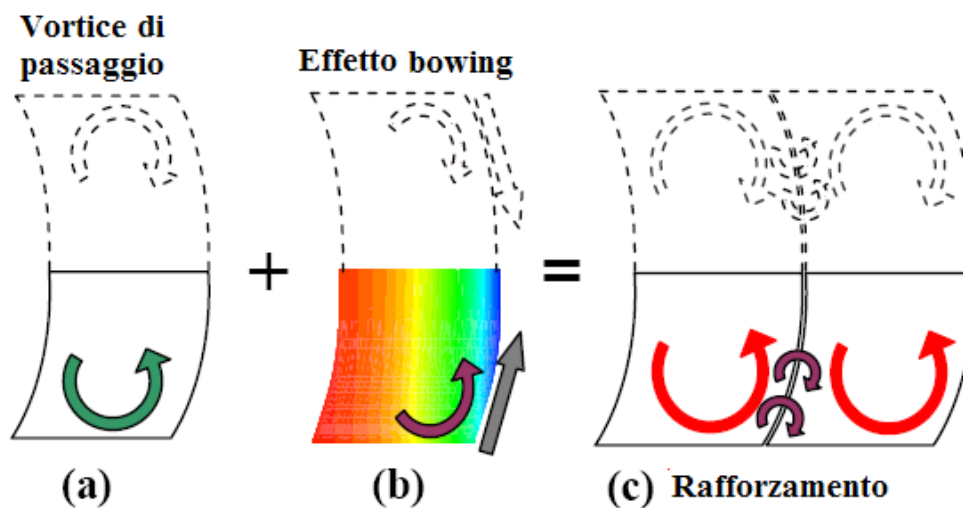 Vortice di
passaggio
Effetto bowing
+
=
(a)
(b)
(c) Rafforzamento